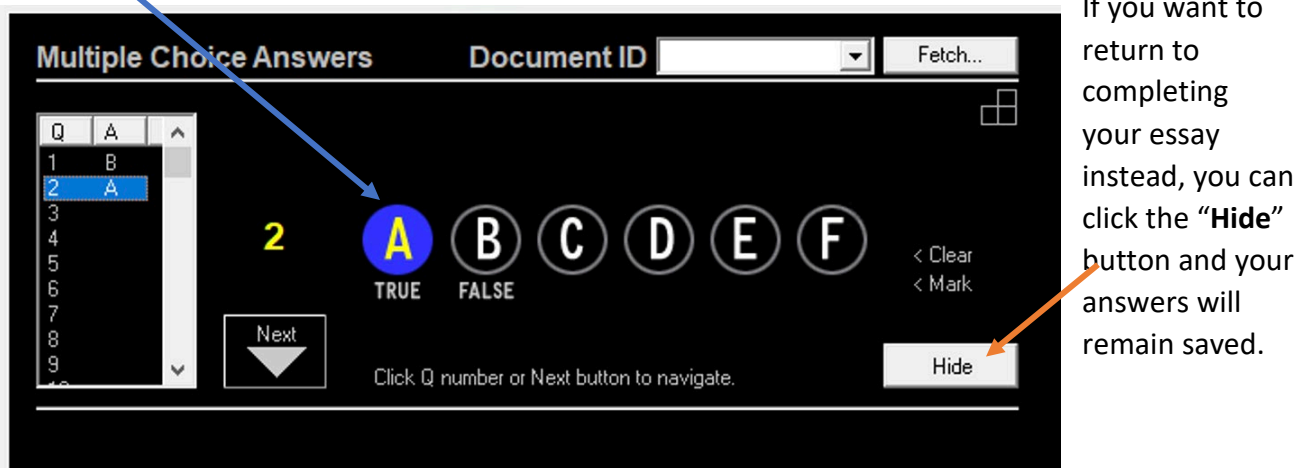 Multiple Choice Answers Document ID Fetch...
Q A
1 B
2 A
3
4
5
6
7
8
9
2
A B C D E F
TRUE FALSE
< Clear
< Mark
Next
Click Q number or Next button to navigate.
Hide
If you want to
return to
completing
your essay
instead, you can
click the “Hide”
button and your
answers will
remain saved.